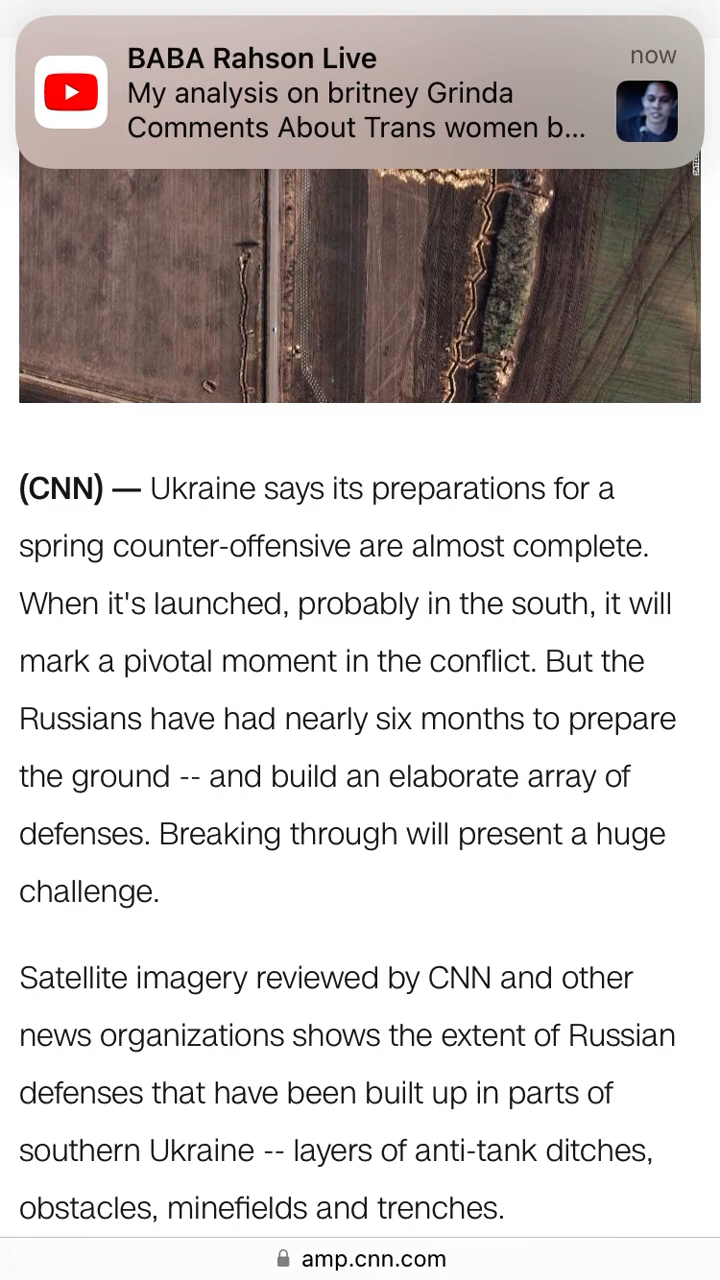 BABA Rahson Live
now
My analysis on britney Grinda
Comments About Trans women b...
(CNN) — Ukraine says its preparations for a
spring counter-offensive are almost complete.
When it's launched, probably in the south, it will
mark a pivotal moment in the conflict. But the
Russians have had nearly six months to prepare
the ground -- and build an elaborate array of
defenses. Breaking through will present a huge
challenge.
Satellite imagery reviewed by CNN and other
news organizations shows the extent of Russian
defenses that have been built up in parts of
southern Ukraine -- layers of anti-tank ditches,
obstacles, minefields and trenches.
amp.cnn.com